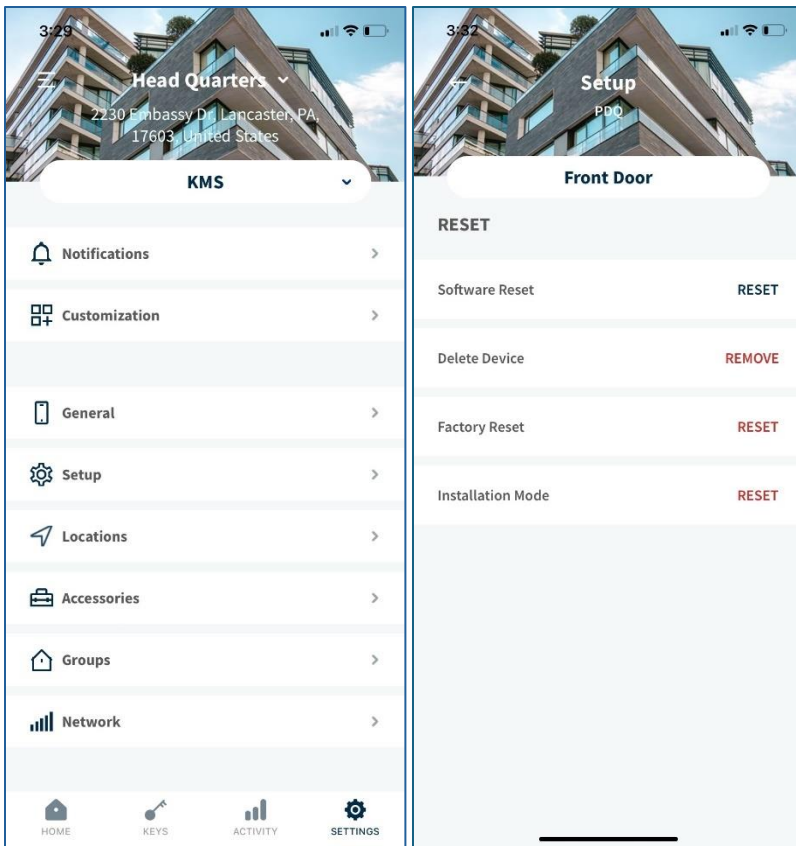 3:29
Head Quarters
2230 Embassy Dr, Lancaster, PA,
17603, United States
KMS
Notifications
Customization
General
Setup
Locations
Accessories
Groups
Network
HOME KEYS ACTIVITY SETTINGS
3:32
Setup
PDQ
Front Door
RESET
Software Reset RESET
Delete Device REMOVE
Factory Reset RESET
Installation Mode RESET